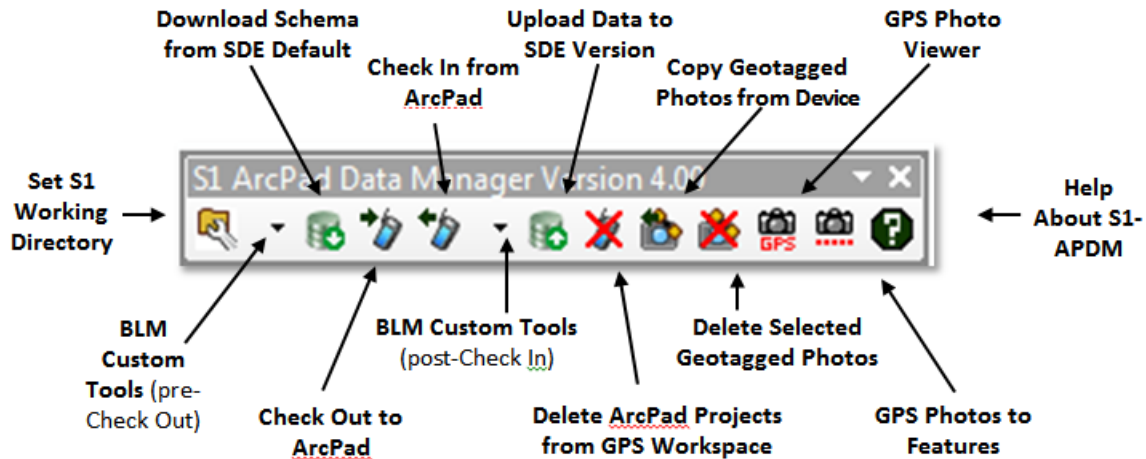 Download Schema
from SDE Default
Check In from
ArcPad
Upload Data to
SDE Version
Copy Geotagged
Photos from Device
GPS Photo
Viewer
Set S1
Working
Directory
S1 ArcPad Data Manager Version 4.00
GPS
?
Help
About S1-
APDM
BLM
Custom
Tools (pre-
Check Out)
Check Out to
ArcPad
BLM Custom Tools
(post-Check In)
Delete ArcPad Projects
from GPS Workspace
Delete Selected
Geotagged Photos
GPS Photos to
Features